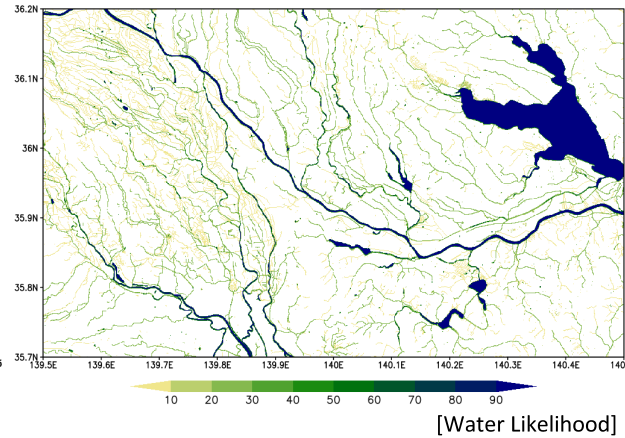 36.2N
36.1N
36N
35.9N
35.8N
35.7N
s
139.5E 139.6E 139.7E 139.8E 139.9E 140E 140.1E 140.2E 140.3E 140.4E 140
10 20 30 40 50 60 70 80 90
[Water Likelihood]